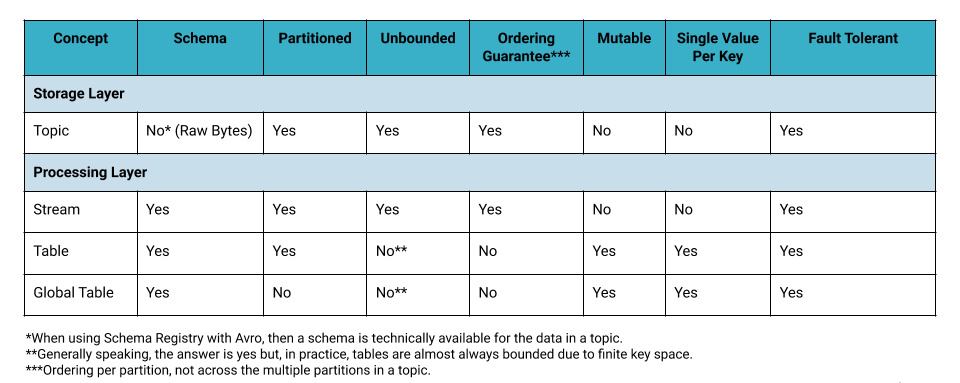 Concept Schema Partitioned Unbounded Ordering Guarantee*** Mutable Single Value Per Key Fault Tolerant
Storage Layer
Topic No* (Raw Bytes) Yes Yes Yes No No Yes
Processing Layer
Stream Yes Yes Yes Yes No No Yes
Table Yes Yes No** No Yes Yes Yes
Global Table Yes No No** No Yes Yes Yes
*When using Schema Registry with Avro, then a schema is technically available for the data in a topic.
**Generally speaking, the answer is yes but, in practice, tables are almost always bounded due to finite key space.
***Ordering per partition, not across the multiple partitions in a topic.